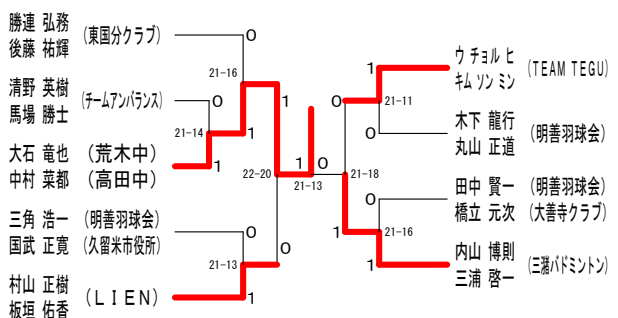 勝連 弘務
後藤 祐輝
(東国分クラブ)
0
21-16
清野 英樹
馬場 勝士
(チームアンバランス)
0
21-14
1
1
大石 竜也 (荒木中)
中村 菜都 (高田中)
1
22-20
三角 浩一 (明善羽球会)
国武 正寛 (久留米市役所)
0
0
21-13
村山 正樹
板垣 佑香
(ＬＩＥＮ)
1
1 0
21-13
ウ チョル ヒ
キム ソン ミン
(TEAM TEGU)
1
0
21-11
木下 龍行
丸山 正道
(明善羽球会)
0
21-18
田中 賢一 (明善羽球会)
橋立 元次 (大善寺クラブ)
0
1
21-16
内山 博則
三浦 啓一
(三潴バドミントン)
1